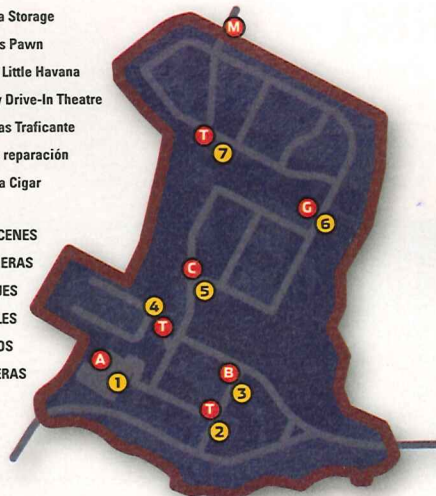 a Storage
s Pawn
Little Havana
Drive-In Theatre
as Traficante
reparación
a Cigar
CENES
ERAS
JES
LES
OS
ERAS
M
T
7
G
6
C
5
4
T
A
1
B
3
T
2